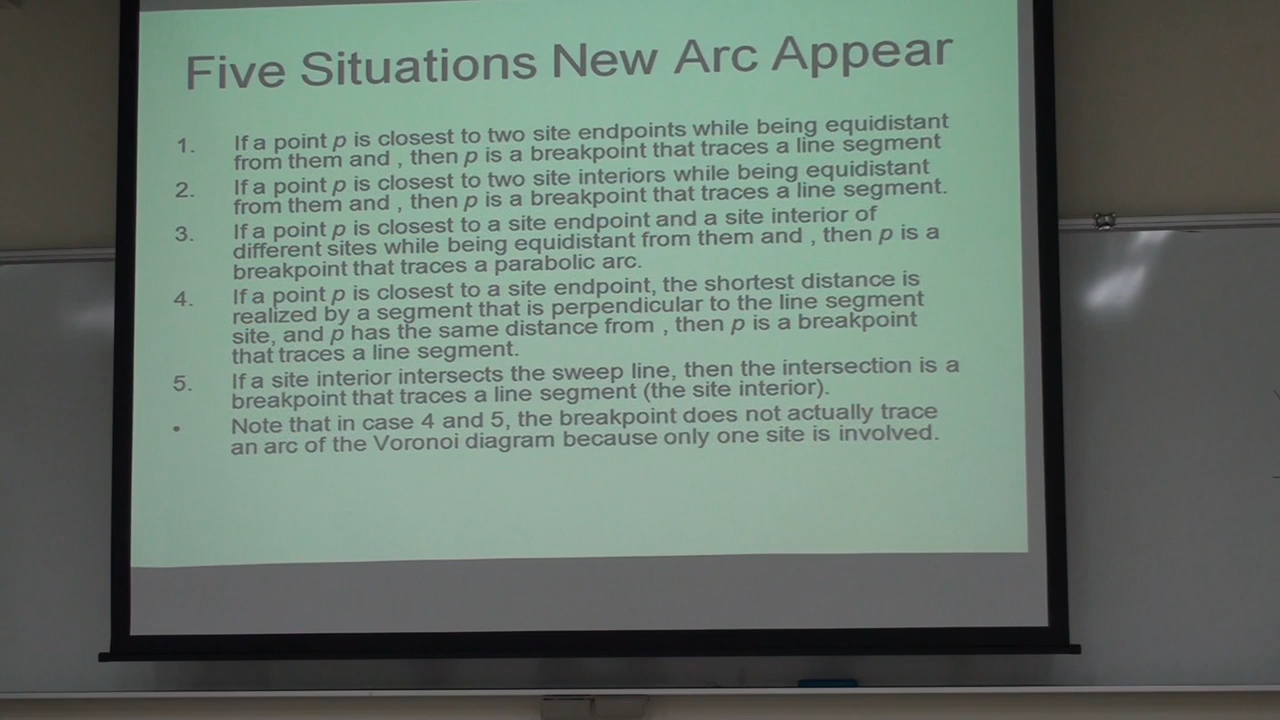 Five Situations New Arc Appear
1. If a point p is closest to two site endpoints while being equidistant
from them and , then p is a breakpoint that traces a line segment
2. If a point p is closest to two site interiors while being equidistant
from them and , then p is a breakpoint that traces a line segment.
3. If a point p is closest to a site endpoint and a site interior of
different sites while being equidistant from them and , then p is a
breakpoint that traces a parabolic arc.
4. If a point p is closest to a site endpoint, the shortest distance is
realized by a segment that is perpendicular to the line segment
site, and p has the same distance from , then p is a breakpoint
that traces a line segment.
5. If a site interior intersects the sweep line, then the intersection is a
breakpoint that traces a line segment (the site interior).
• Note that in case 4 and 5, the breakpoint does not actually trace
an arc of the Voronoi diagram because only one site is involved.